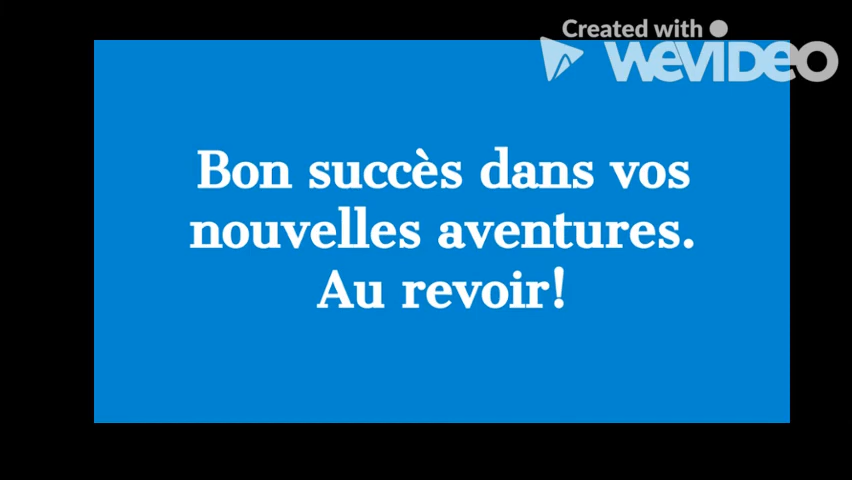 Created with
WEVIDEO
Bon succès dans vos
nouvelles aventures.
Au revoir!